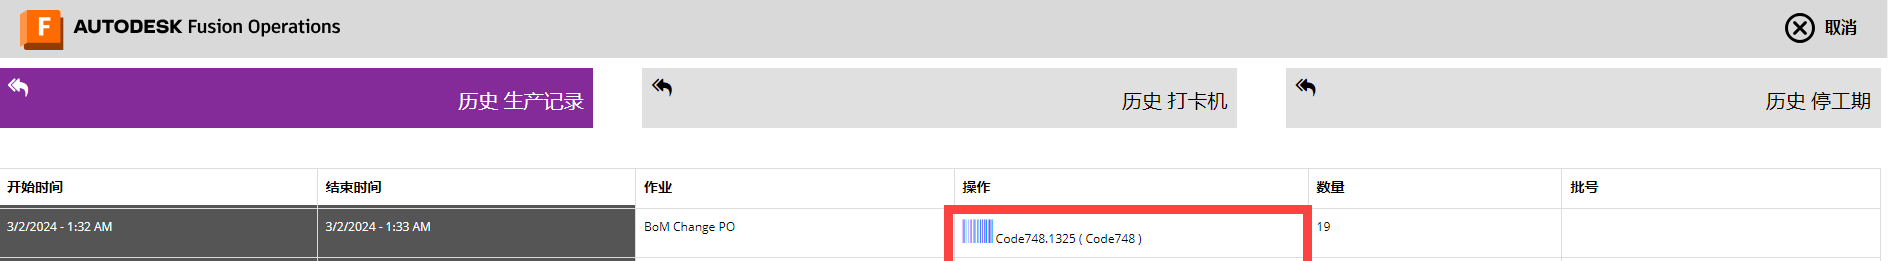 AUTODESK Fusion Operations
取消
历史 生产记录
历史 打卡机
历史 停工期
开始时间 结束时间 作业 操作 数量 批号
3/2/2024 - 1:32 AM 3/2/2024 - 1:33 AM BoM Change PO Code748.1325 ( Code748 ) 19